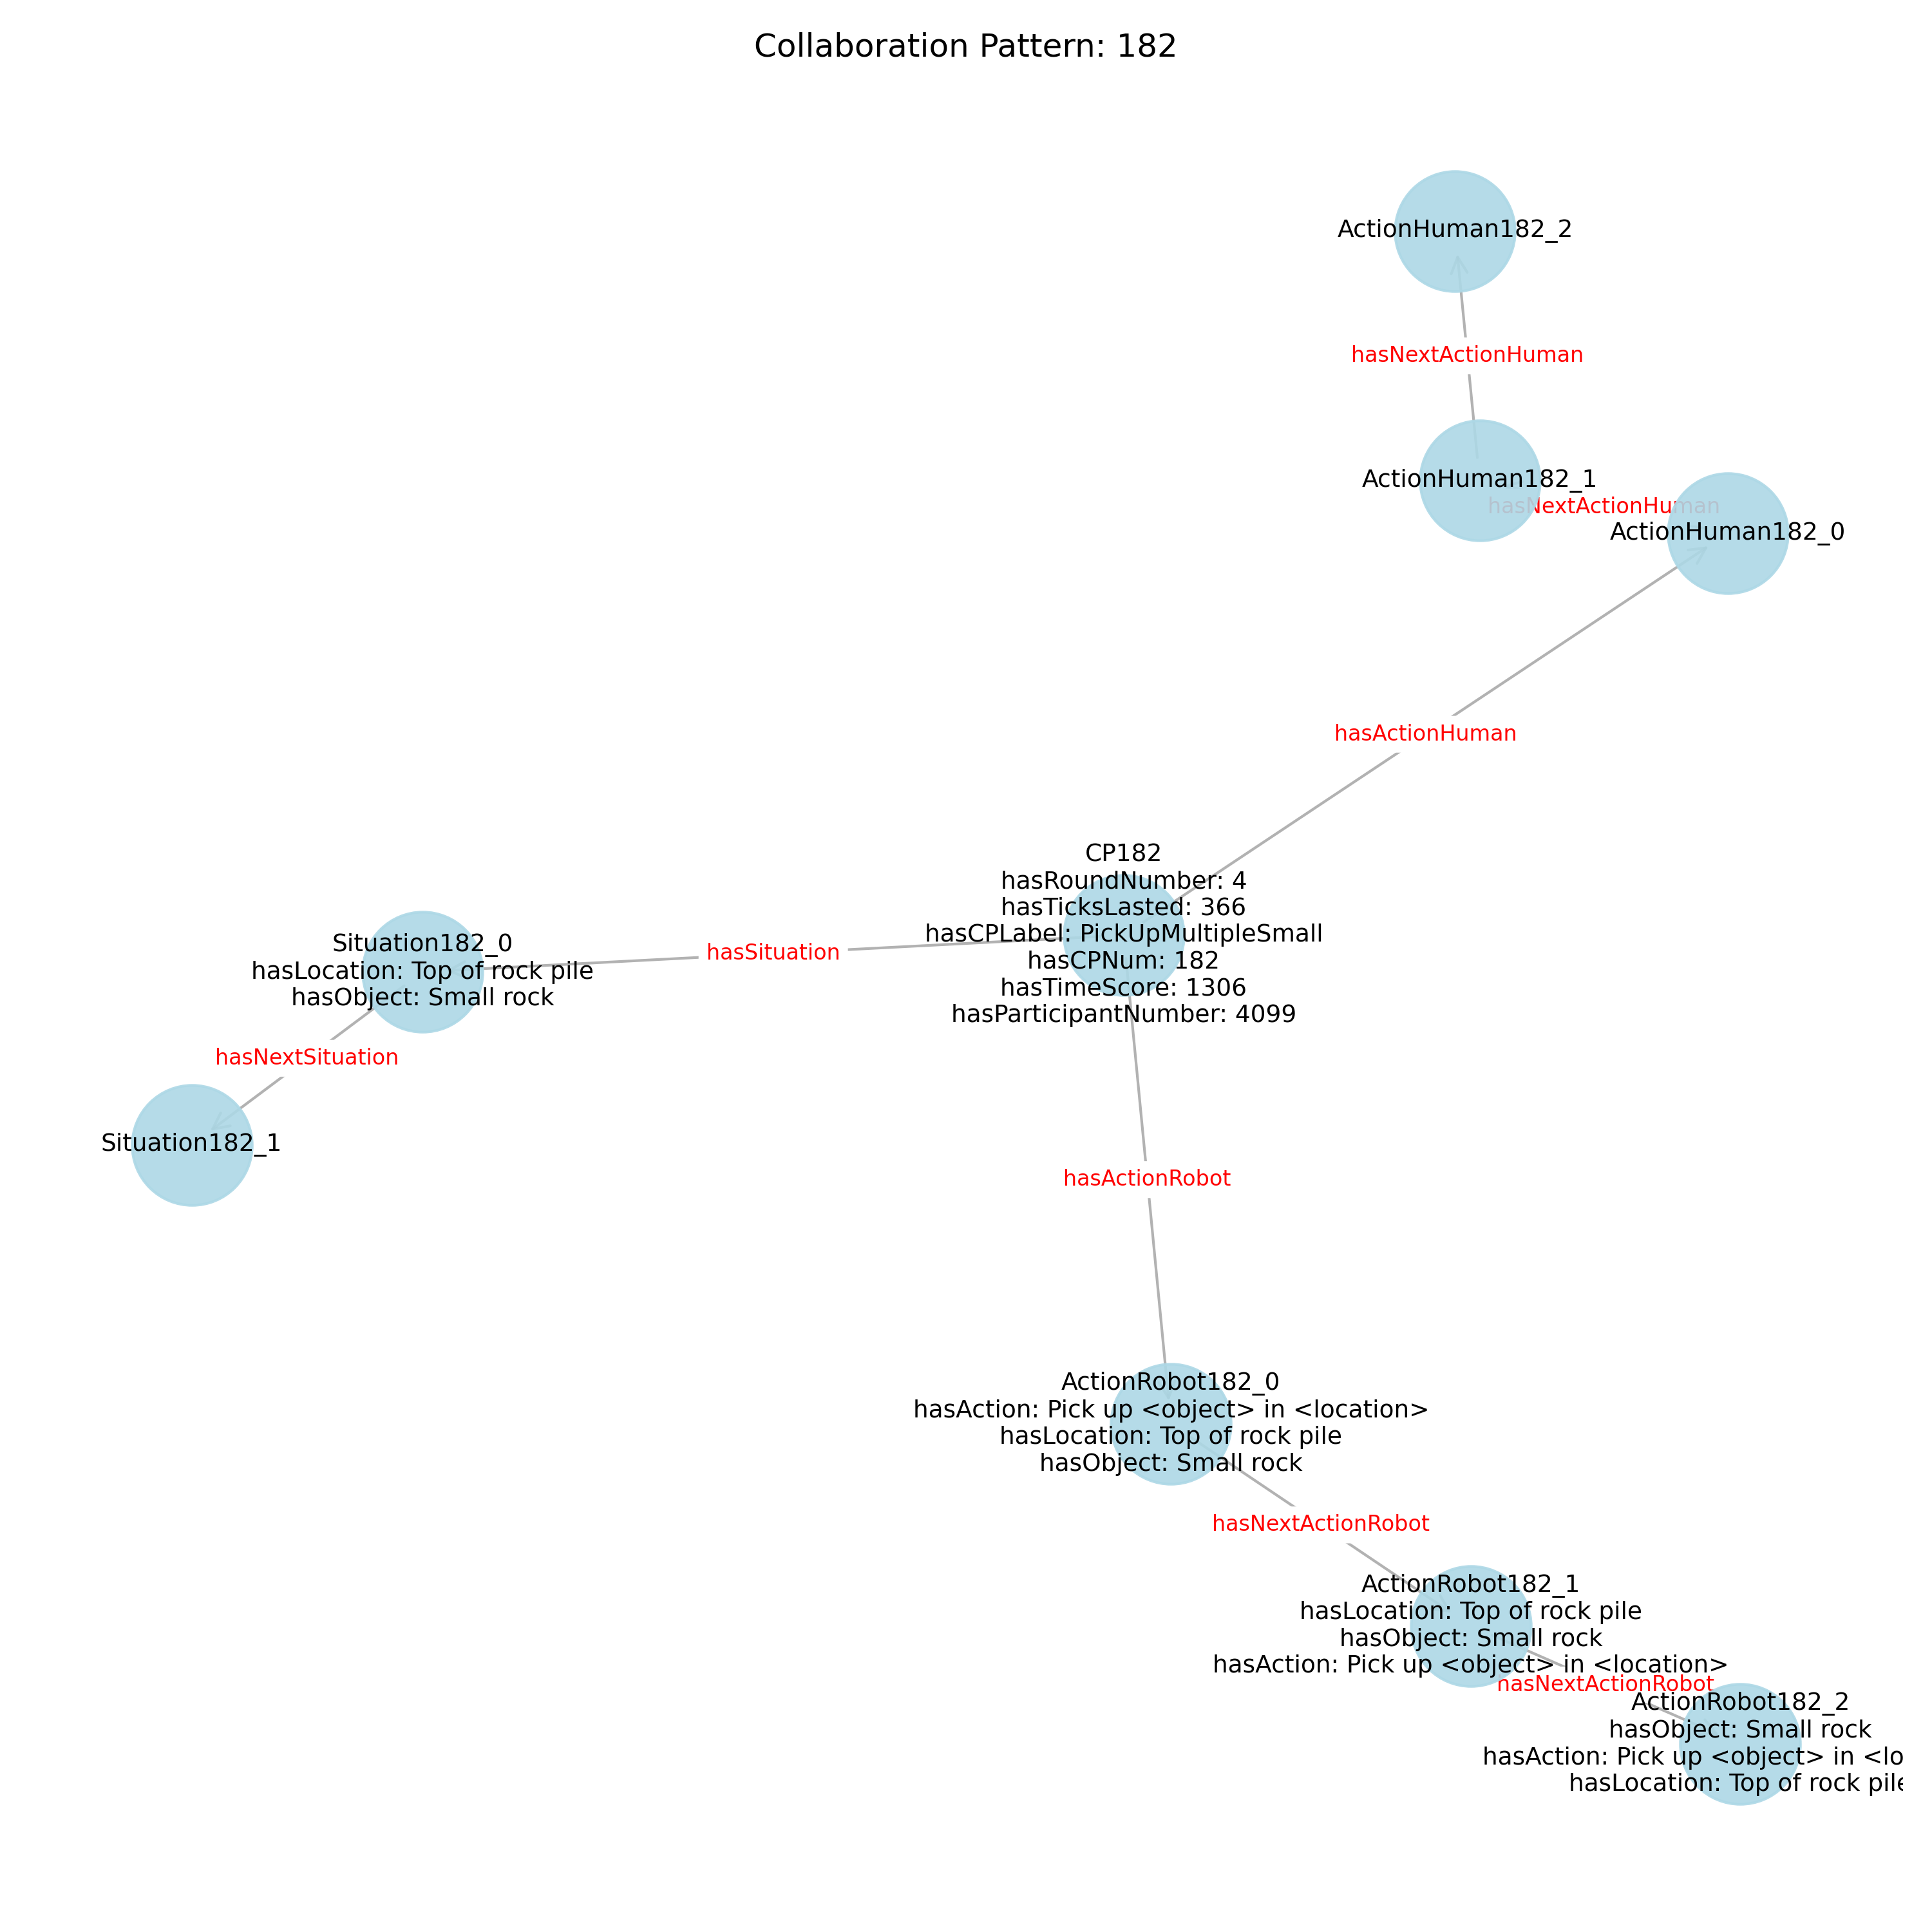 Collaboration Pattern: 182
ActionHuman182_2
hasNextActionHuman
ActionHuman182_1
hasNextActionHuman
ActionHuman182_0
hasActionHuman
CP182
hasRoundNumber: 4
hasTicksLasted: 366
hasCPLabel: PickUpMultipleSmall
hasCPNum: 182
hasTimeScore: 1306
hasParticipantNumber: 4099
hasSituation
Situation182_0
hasLocation: Top of rock pile
hasObject: Small rock
hasNextSituation
Situation182_1
hasActionRobot
ActionRobot182_0
hasAction: Pick up <object> in <location>
hasLocation: Top of rock pile
hasObject: Small rock
hasNextActionRobot
ActionRobot182_1
hasLocation: Top of rock pile
hasObject: Small rock
hasAction: Pick up <object> in <location>
hasNextActionRobot
ActionRobot182_2
hasObject: Small rock
hasAction: Pick up <object> in <lo
hasLocation: Top of rock pile